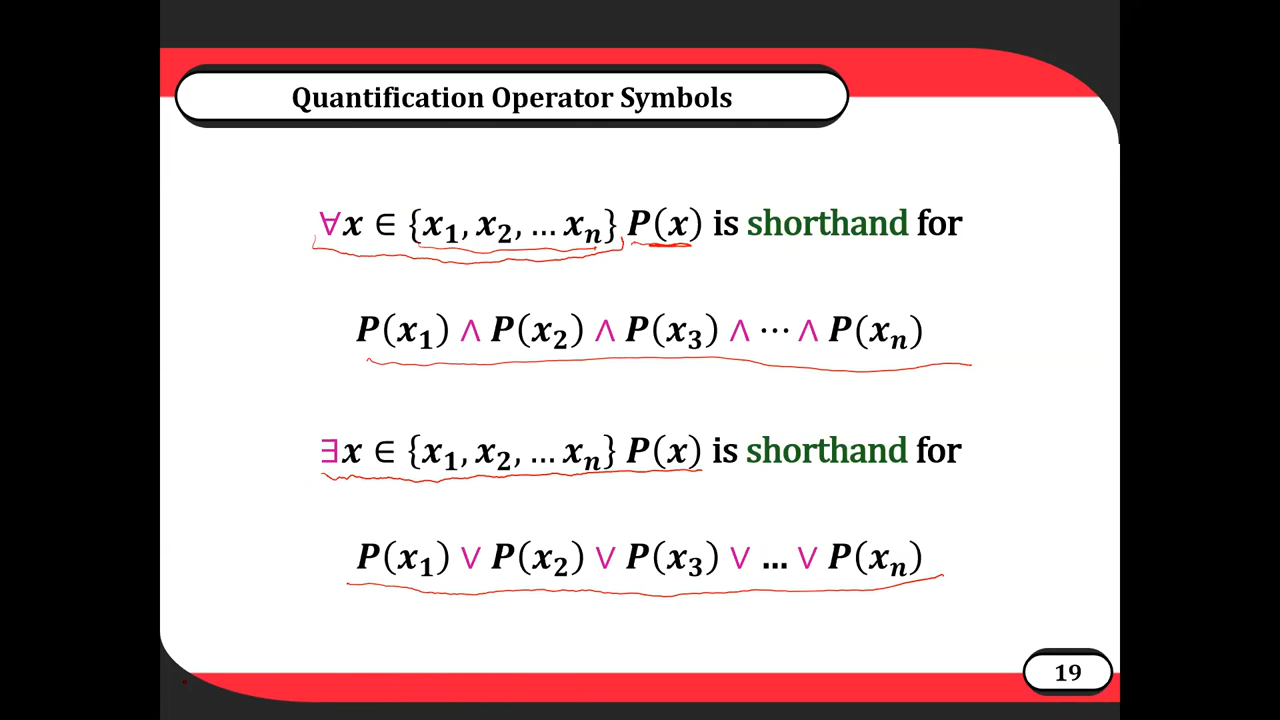 Quantification Operator Symbols
∀x ∈ {x₁, x₂, … xₙ} P(x) is shorthand for
P(x₁) ∧ P(x₂) ∧ P(x₃) ∧ ⋯ ∧ P(xₙ)
∃x ∈ {x₁, x₂, … xₙ} P(x) is shorthand for
P(x₁) ∨ P(x₂) ∨ P(x₃) ∨ … ∨ P(xₙ)
19